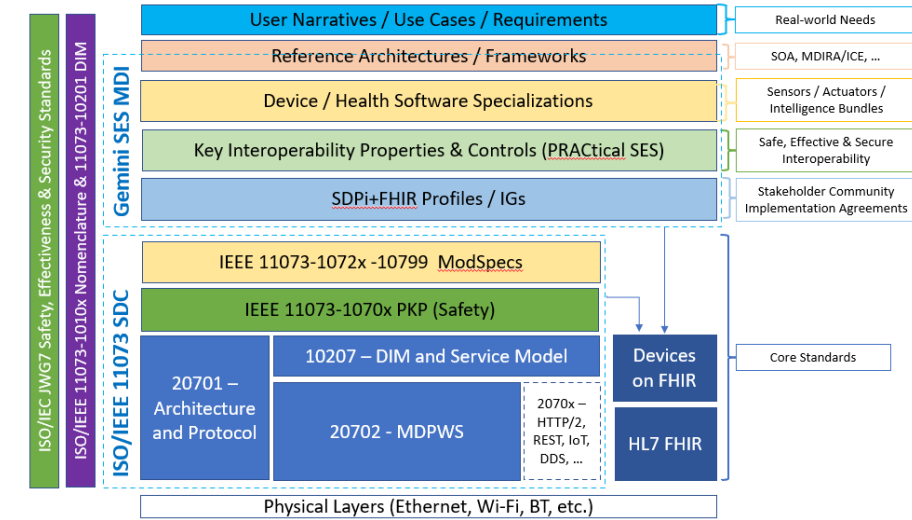 ISO/IEC JWG7 Safety, Effectiveness & Security Standards
ISO/IEEE 11073-1010x Nomenclature & 11073-10201 DIM
Gemini SES MDI
User Narratives / Use Cases / Requirements
Real-world Needs
Reference Architectures / Frameworks
SOA, MDIRA/ICE, ...
Device / Health Software Specializations
Sensors / Actuators /
Intelligence Bundles
Key Interoperability Properties & Controls (PRACtical SES)
Safe, Effective & Secure
Interoperability
SDPi+FHIR Profiles / IGs
Stakeholder Community
Implementation Agreements
ISO/IEEE 11073 SDC
IEEE 11073-1072x -10799 ModSpecs
IEEE 11073-1070x PKP (Safety)
20701 –
Architecture
and Protocol
10207 – DIM and Service Model
20702 - MDPWS
2070x –
HTTP/2,
REST, IoT,
DDS, ...
Devices
on FHIR
HL7 FHIR
Core Standards
Physical Layers (Ethernet, Wi-Fi, BT, etc.)